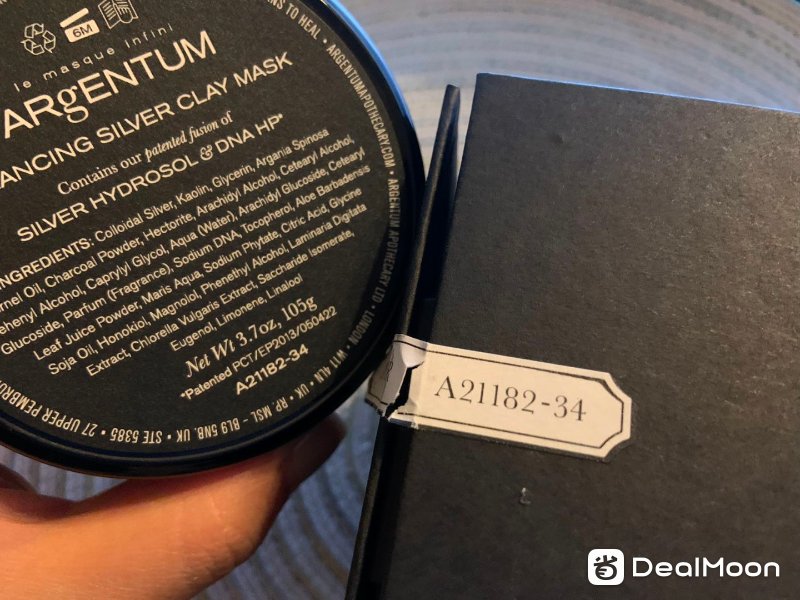 6M
le masque infini
ARgENTUM
ANCING SILVER CLAY MASK
Contains our patented fusion of
SILVER HYDROSOL & DNA HP*
NGREDIENTS: Colloidal Silver, Kaolin, Glycerin, Argania Spinosa
rnel Oil, Charcoal Powder, Hectorite, Arachidyl Alcohol, Cetearyl Alcohol,
ehenyl Alcohol, Caprylyl Glycol, Aqua (Water), Arachidyl Glucoside, Cetearyl
Glucoside, Parfum (Fragrance), Sodium DNA, Tocopherol, Aloe Barbadensis
Leaf Juice Powder, Maris Aqua, Sodium Phytate, Citric Acid, Glycine
Soja Oil, Honokiol, Magnolol, Phenethyl Alcohol, Laminaria Digitata
Extract, Chlorella Vulgaris Extract, Saccharide Isomerate,
Eugenol, Limonene, Linalool
Net Wt 3.7oz, 105g
*Patented PCT/EP2013/060422
A21182-34
NS TO HEAL • ARGENTUMAPOTHECARY.COM • ARGENTUM APOTHECARY LTD • LONDON • W1T 4LN • UK • RP MSL - BL9 5NB, UK • STE 5385 • 27 UPPER PEMBRO
A21182-34
省 DealMoon